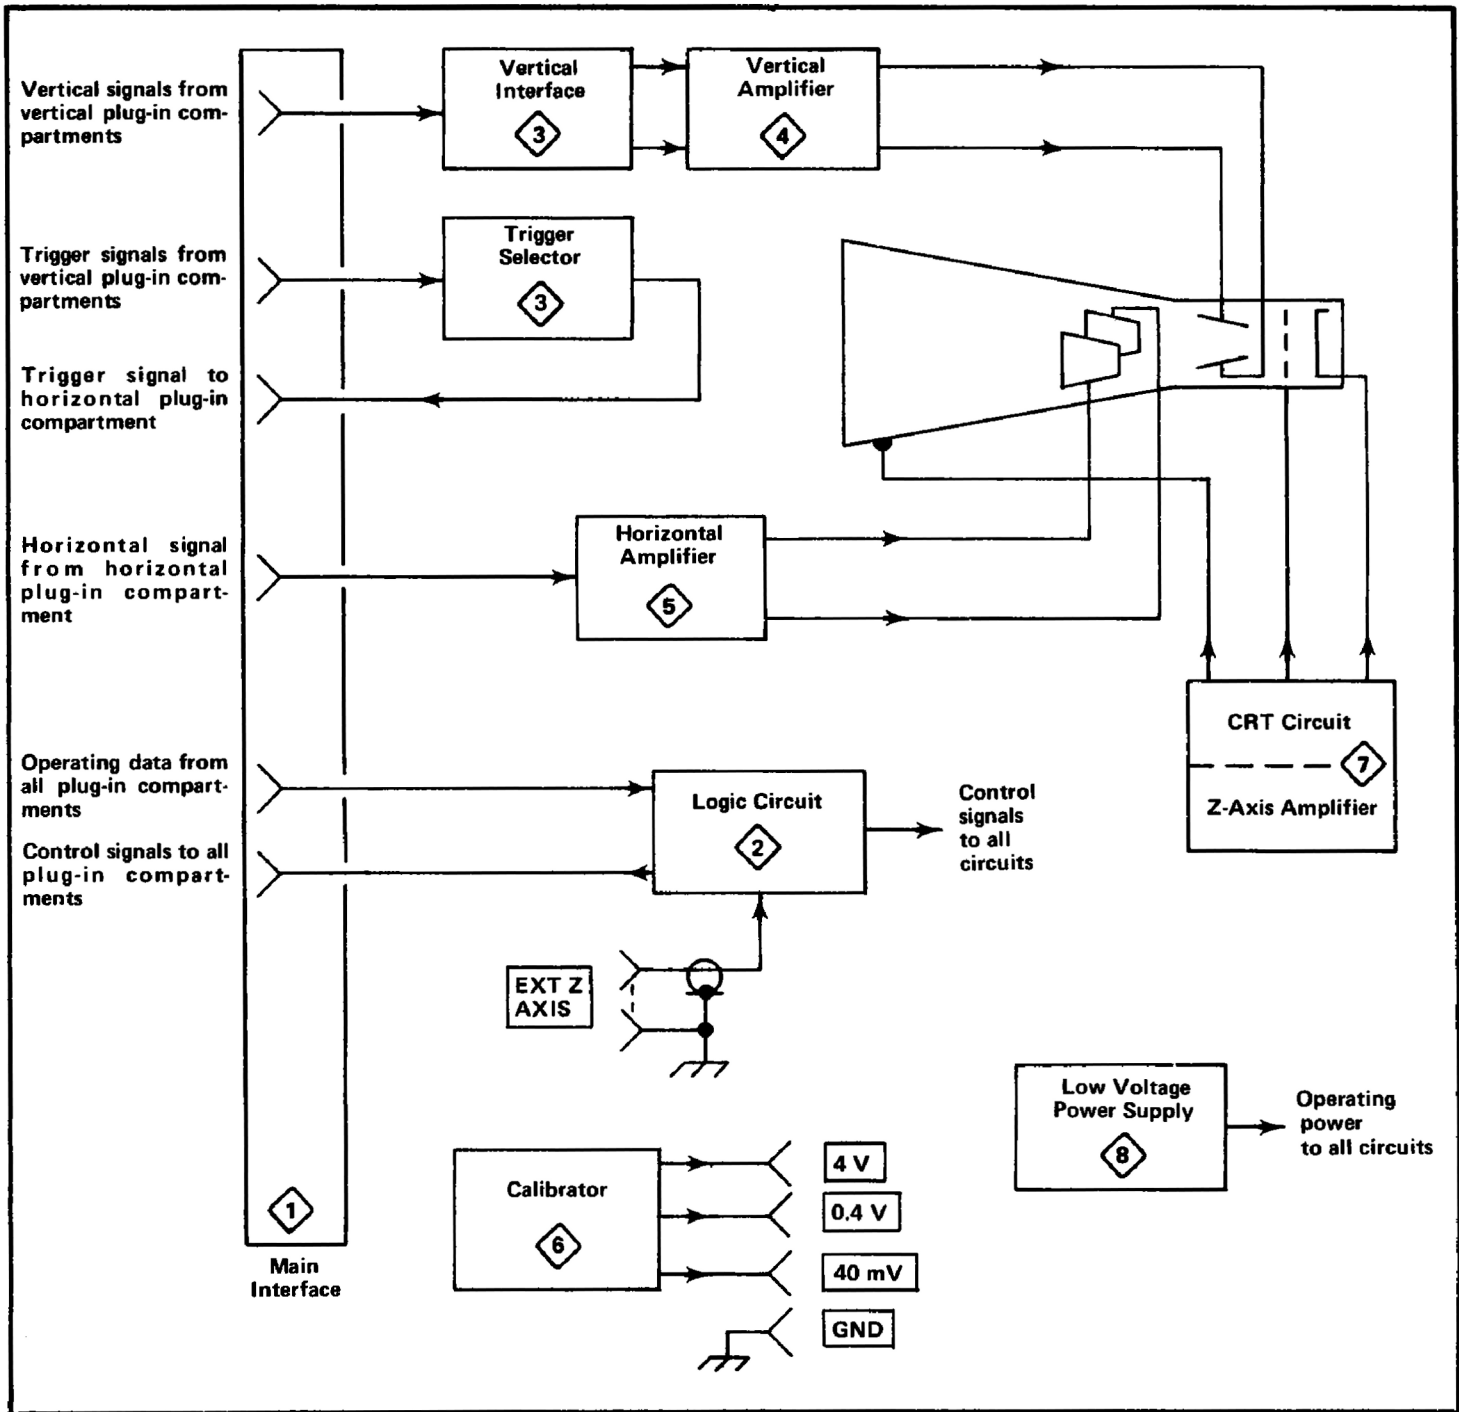 Vertical signals from
vertical plug-in com-
partments
Vertical
Interface
3
Vertical
Amplifier
4
Trigger signals from
vertical plug-in com-
partments
Trigger
Selector
3
Trigger signal to
horizontal plug-in
compartment
Horizontal signal
from horizontal
plug-in compart-
ment
Horizontal
Amplifier
5
CRT Circuit
7
Z-Axis Amplifier
Operating data from
all plug-in compart-
ments
Control signals to all
plug-in compart-
ments
Logic Circuit
2
Control
signals
to all
circuits
EXT Z
AXIS
Low Voltage
Power Supply
8
Operating
power
to all circuits
1
Main
Interface
Calibrator
6
4 V
0.4 V
40 mV
GND